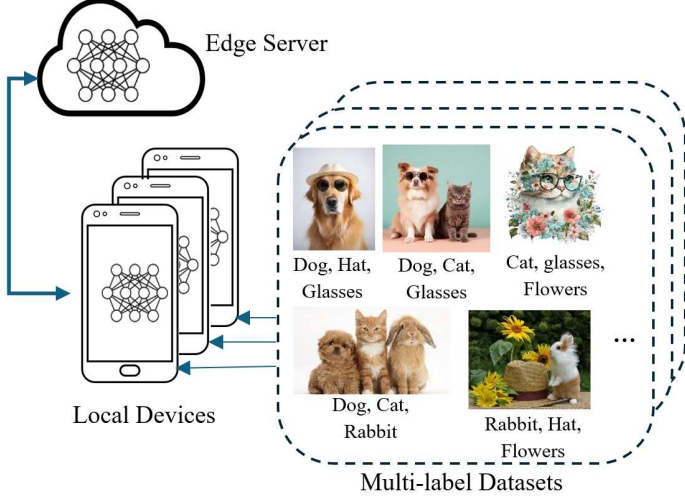 Edge Server
Dog, Hat,
Glasses
Dog, Cat,
Glasses
Cat, glasses,
Flowers
...
Dog, Cat,
Rabbit
Rabbit, Hat,
Flowers
Local Devices
Multi-label Datasets